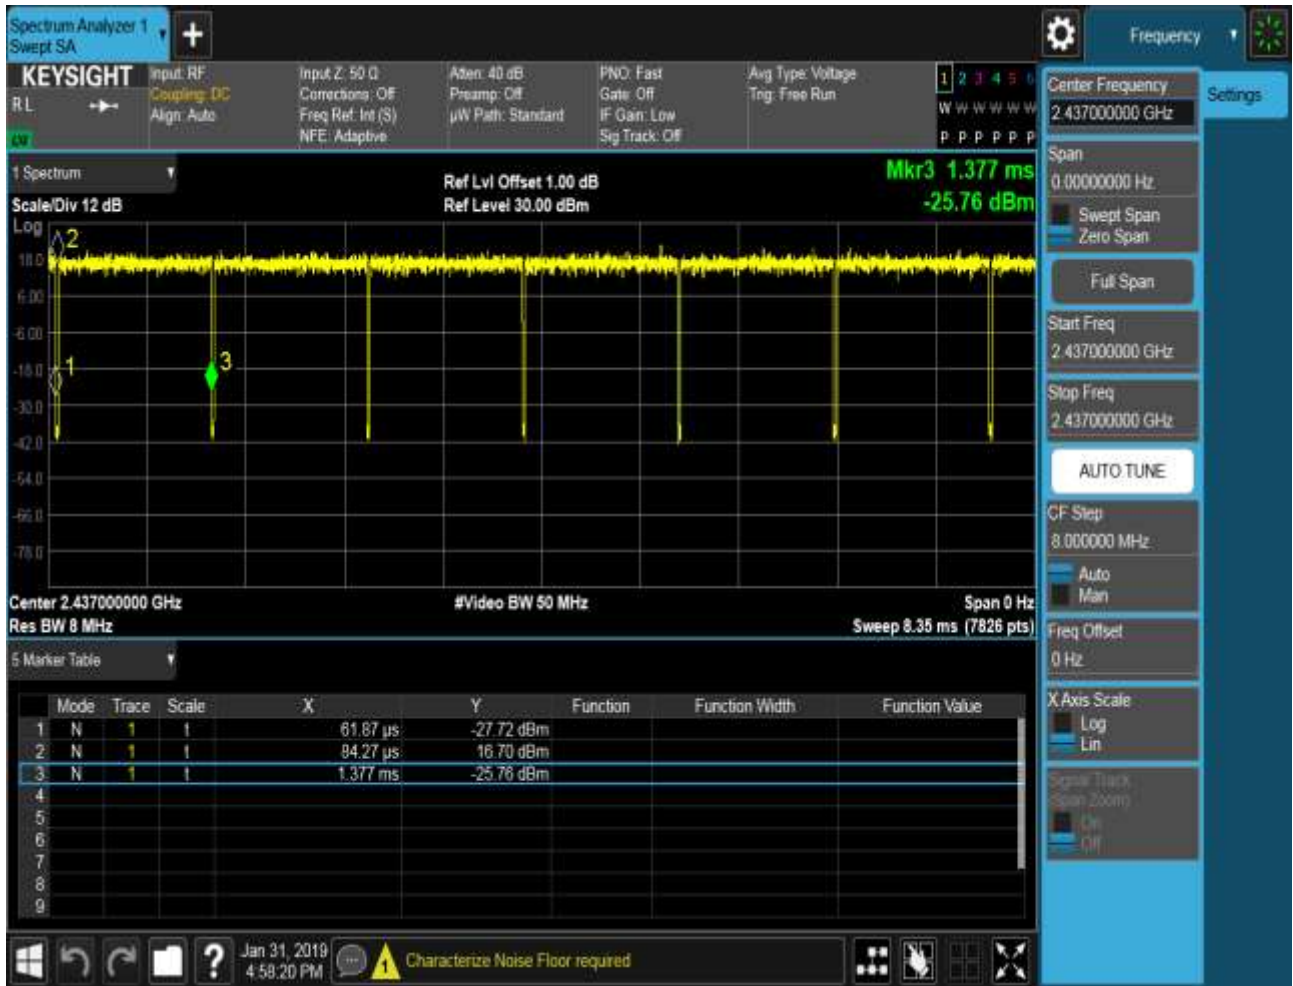 Spectrum Analyzer 1
Swept SA
Frequency
KEYSIGHT
R L
Input: RF
Coupling: DC
Align: Auto
Input Z: 50 Ω
Corrections: Off
Freq Ref: Int (S)
NFE: Adaptive
Atten: 40 dB
Preamp: Off
µW Path: Standard
PNO: Fast
Gate: Off
IF Gain: Low
Sig Track: Off
Avg Type: Voltage
Trig: Free Run
1 2 3 4 5 6
W W W W W W
P P P P P P
Center Frequency
2.437000000 GHz
Settings
1 Spectrum
Scale/Div 12 dB
Ref Lvl Offset 1.00 dB
Ref Level 30.00 dBm
Mkr3 1.377 ms
-25.76 dBm
Log
18.0
6.00
-6.00
-18.0
-30.0
-42.0
-54.0
-66.0
-78.0
2
1
3
Center 2.437000000 GHz
Res BW 8 MHz
#Video BW 50 MHz
Span 0 Hz
Sweep 8.35 ms (7826 pts)
Span
0.00000000 Hz
Swept Span
Zero Span
Full Span
Start Freq
2.437000000 GHz
Stop Freq
2.437000000 GHz
AUTO TUNE
CF Step
8.000000 MHz
Auto
Man
Freq Offset
0 Hz
X Axis Scale
Log
Lin
Signal Track
(Span Zoom)
On
Off
5 Marker Table
Mode Trace Scale X Y Function Function Width Function Value
1 N 1 t 61.87 µs -27.72 dBm
2 N 1 t 84.27 µs 16.70 dBm
3 N 1 t 1.377 ms -25.76 dBm
4
5
6
7
8
9
?
Jan 31, 2019
4:58:20 PM
1
Characterize Noise Floor required